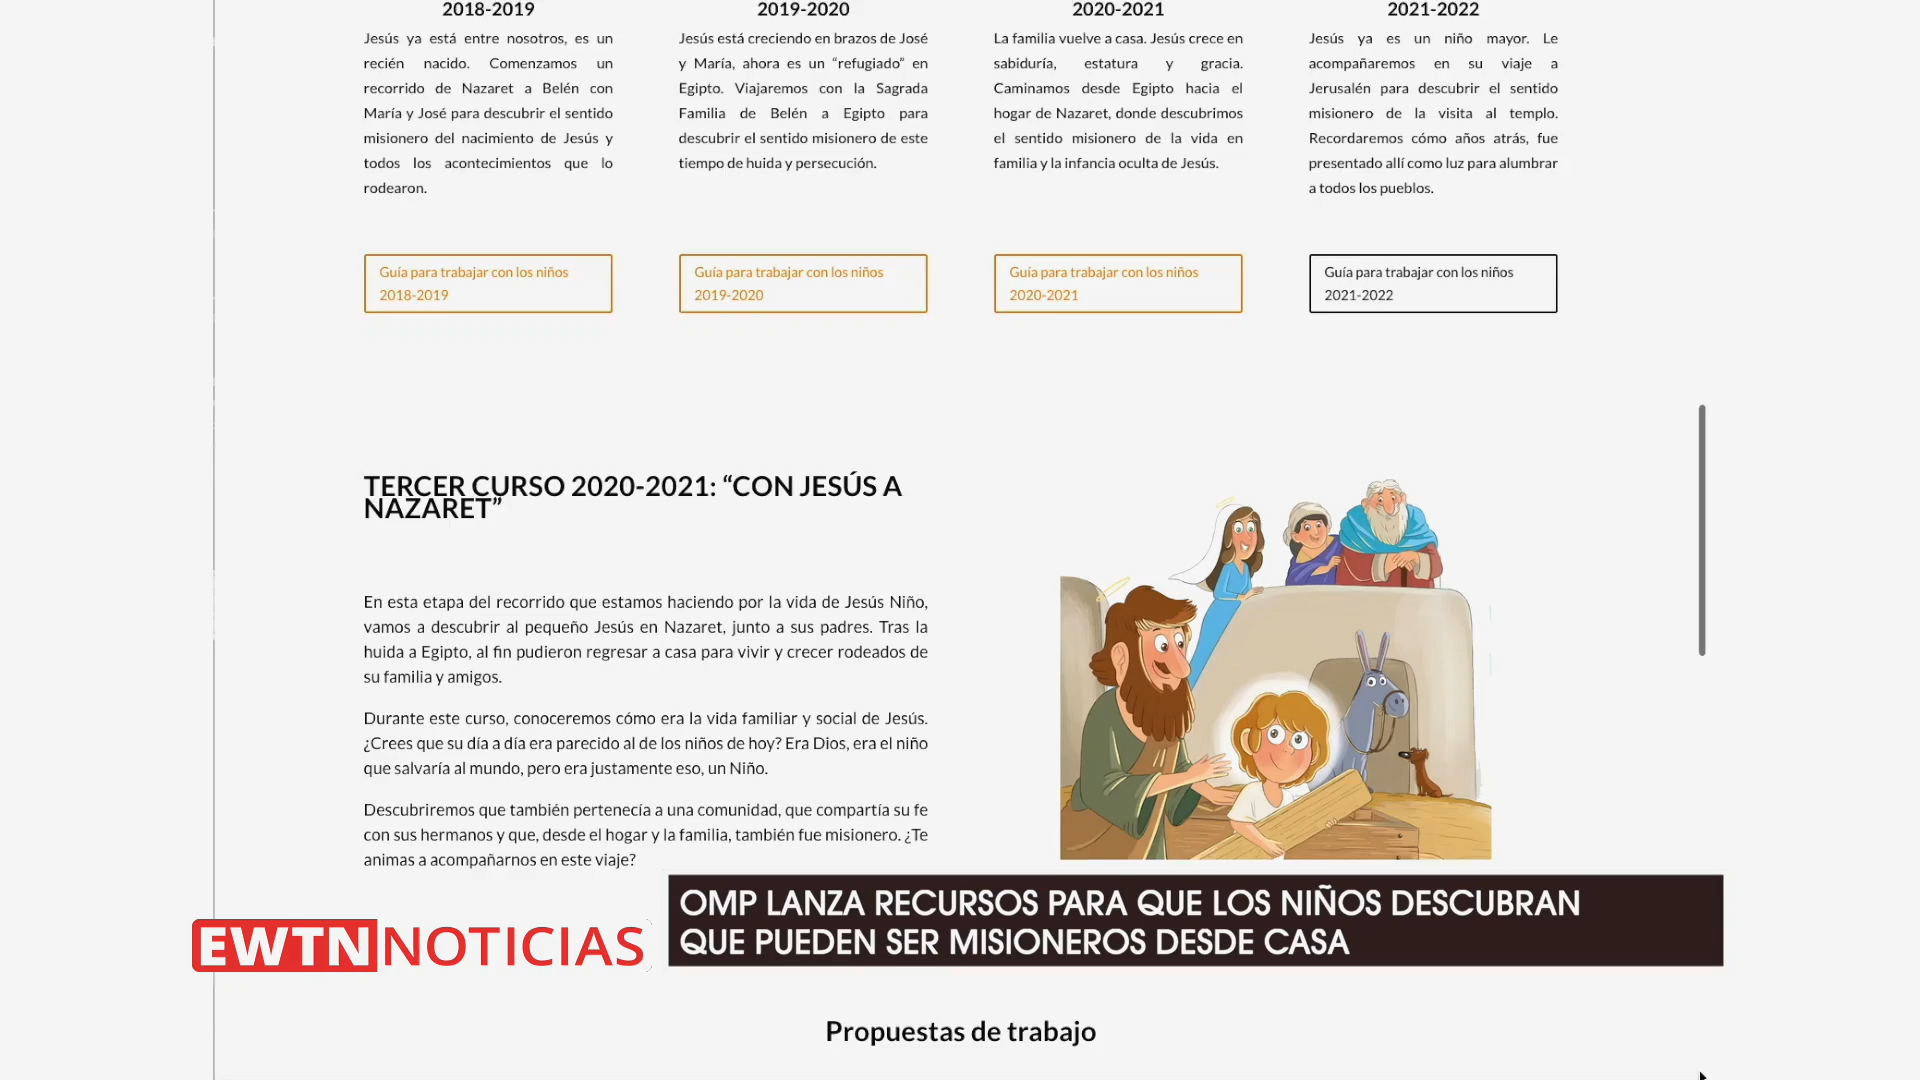 2018-2019
Jesús ya está entre nosotros, es un
recién nacido. Comenzamos un
recorrido de Nazaret a Belén con
María y José para descubrir el sentido
misionero del nacimiento de Jesús y
todos los acontecimientos que lo
rodearon.
Guía para trabajar con los niños
2018-2019
2019-2020
Jesús está creciendo en brazos de José
y María, ahora es un “refugiado” en
Egipto. Viajaremos con la Sagrada
Familia de Belén a Egipto para
descubrir el sentido misionero de este
tiempo de huida y persecución.
Guía para trabajar con los niños
2019-2020
2020-2021
La familia vuelve a casa. Jesús crece en
sabiduría, estatura y gracia.
Caminamos desde Egipto hacia el
hogar de Nazaret, donde descubrimos
el sentido misionero de la vida en
familia y la infancia oculta de Jesús.
Guía para trabajar con los niños
2020-2021
2021-2022
Jesús ya es un niño mayor. Le
acompañaremos en su viaje a
Jerusalén para descubrir el sentido
misionero de la visita al templo.
Recordaremos cómo años atrás, fue
presentado allí como luz para alumbrar
a todos los pueblos.
Guía para trabajar con los niños
2021-2022
TERCER CURSO 2020-2021: “CON JESÚS A
NAZARET”
En esta etapa del recorrido que estamos haciendo por la vida de Jesús Niño,
vamos a descubrir al pequeño Jesús en Nazaret, junto a sus padres. Tras la
huida a Egipto, al fin pudieron regresar a casa para vivir y crecer rodeados de
su familia y amigos.
Durante este curso, conoceremos cómo era la vida familiar y social de Jesús.
¿Crees que su día a día era parecido al de los niños de hoy? Era Dios, era el niño
que salvaría al mundo, pero era justamente eso, un Niño.
Descubriremos que también pertenecía a una comunidad, que compartía su fe
con sus hermanos y que, desde el hogar y la familia, también fue misionero. ¿Te
animas a acompañarnos en este viaje?
EWTN NOTICIAS
OMP LANZA RECURSOS PARA QUE LOS NIÑOS DESCUBRAN
QUE PUEDEN SER MISIONEROS DESDE CASA
Propuestas de trabajo